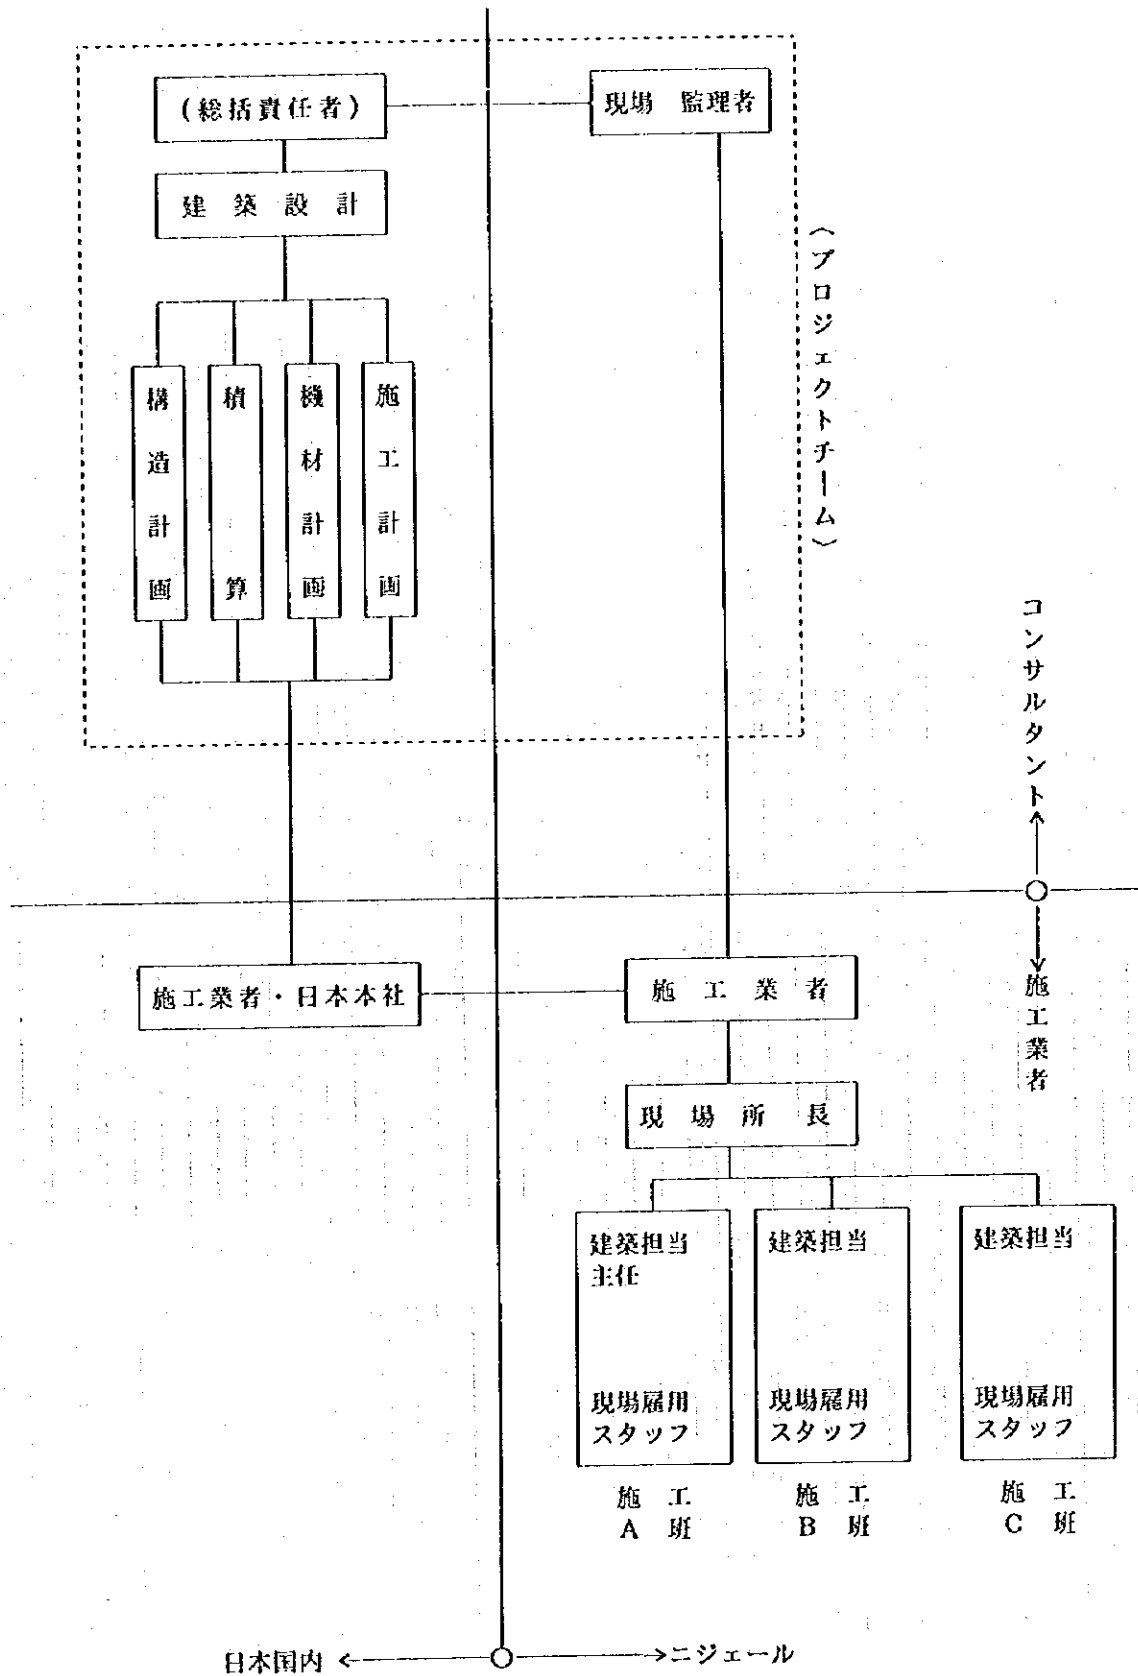 (総括責任者)
現場 監理者
建築設計
〈プロジェクトチーム〉
構造計画
積算
機材計画
施工計画
コンサルタント
施工業者
施工業者・日本本社
施工業者
現場所長
建築担当
主任
現場雇用
スタッフ
建築担当
現場雇用
スタッフ
建築担当
現場雇用
スタッフ
施工
A 班
施工
B 班
施工
C 班
日本国内
ニジェール